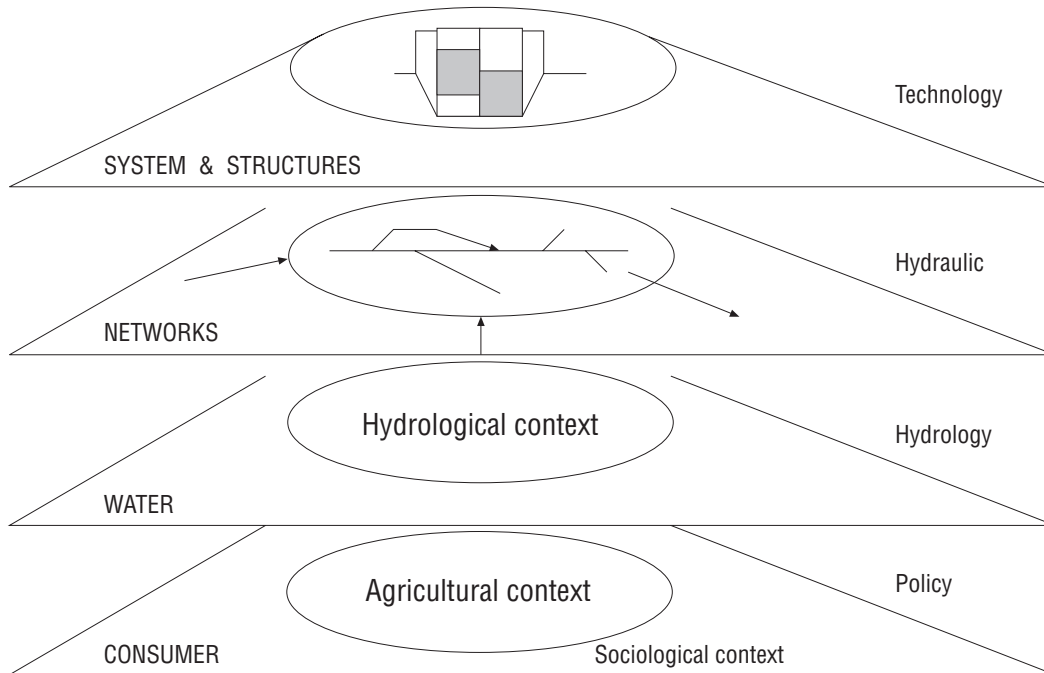 Technology
SYSTEM & STRUCTURES
Hydraulic
NETWORKS
Hydrological context
Hydrology
WATER
Agricultural context
Policy
CONSUMER
Sociological context